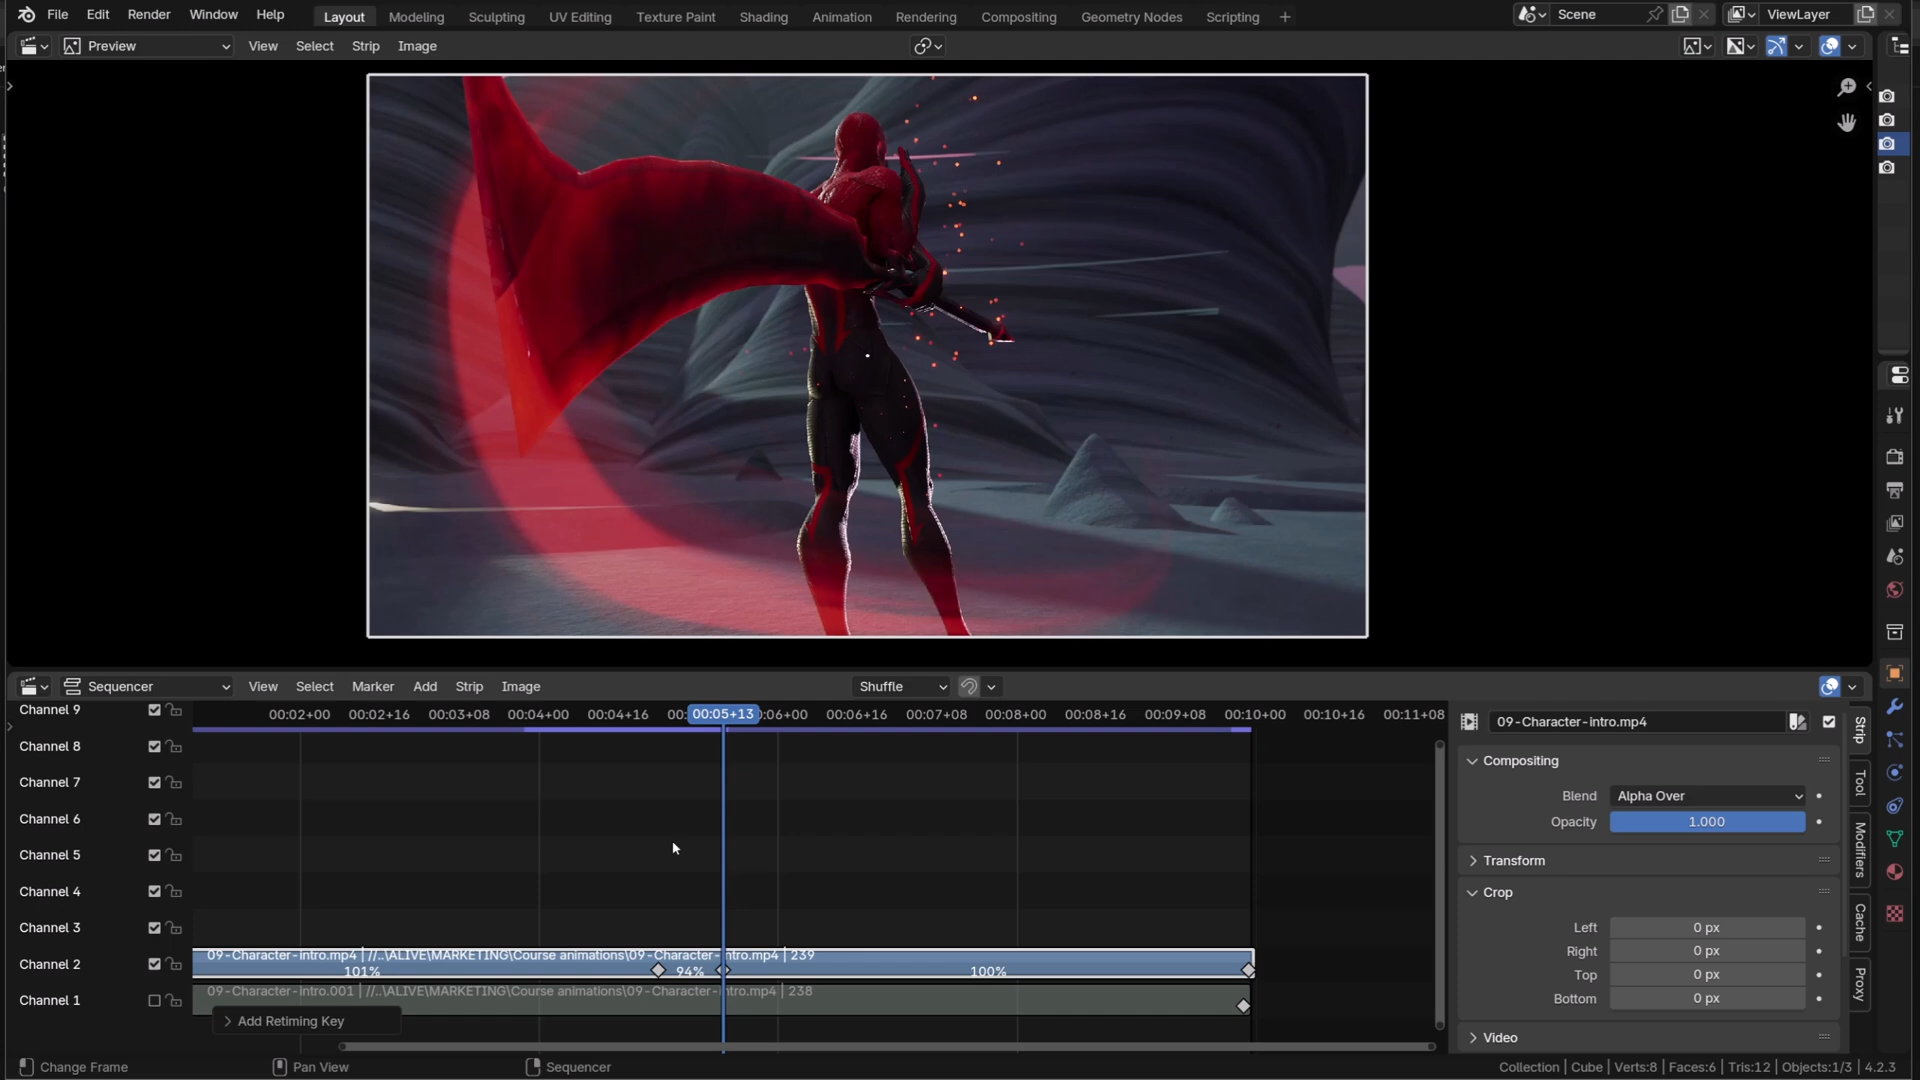 File Edit Render Window Help Layout Modeling Sculpting UV Editing Texture Paint Shading Animation Rendering Compositing Geometry Nodes Scripting + Scene ViewLayer
Preview View Select Strip Image
Sequencer View Select Marker Add Strip Image Shuffle
00:02+00 00:02+16 00:03+08 00:04+00 00:04+16 00:05+13 06+00 00:06+16 00:07+08 00:08+00 00:08+16 00:09+08 00:10+00 00:10+16 00:11+08
Channel 9
Channel 8
Channel 7
Channel 6
Channel 5
Channel 4
Channel 3
Channel 2
Channel 1
09-Character-intro.mp4 | //..\ALIVE\MARKETING\Course animations\09-Character-intro.mp4 | 239
101% 94% 100%
09-Character-intro.001 | //..\ALIVE\MARKETING\Course animations\09-Character-intro.mp4 | 238
Add Retiming Key
09-Character-intro.mp4
Compositing
Blend Alpha Over
Opacity 1.000
Transform
Crop
Left 0 px
Right 0 px
Top 0 px
Bottom 0 px
Video
Strip
Tool
Modifiers
Cache
Proxy
Change Frame Pan View Sequencer Collection | Cube | Verts:8 | Faces:6 | Tris:12 | Objects:1/3 | 4.2.3